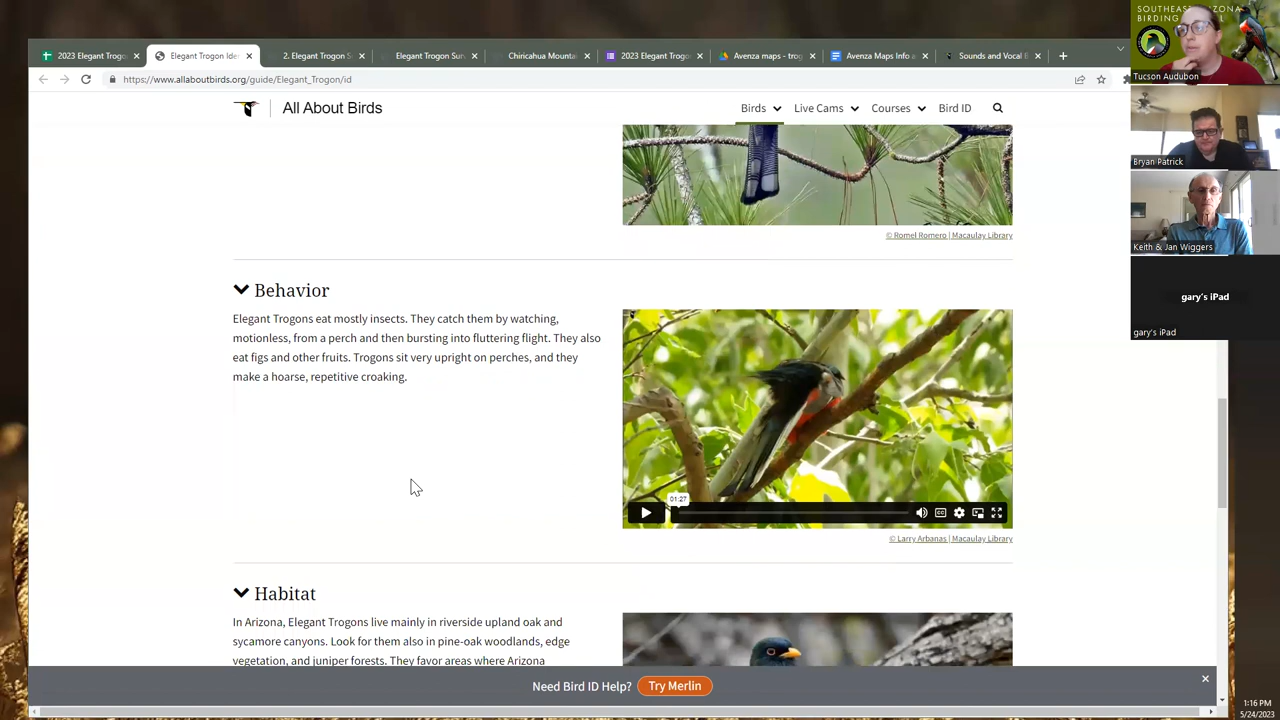 2023 Elegant Trogo
Elegant Trogon Iden
2. Elegant Trogon S
Elegant Trogon Sur
Chiricahua Mounta
2023 Elegant Trogo
Avenza maps - trog
Avenza Maps Info a
Sounds and Vocal B
https://www.allaboutbirds.org/guide/Elegant_Trogon/id
All About Birds
Birds
Live Cams
Courses
Bird ID
© Romel Romero | Macaulay Library
Behavior
Elegant Trogons eat mostly insects. They catch them by watching,
motionless, from a perch and then bursting into fluttering flight. They also
eat figs and other fruits. Trogons sit very upright on perches, and they
make a hoarse, repetitive croaking.
01:27
CC
© Larry Arbanas | Macaulay Library
Habitat
In Arizona, Elegant Trogons live mainly in riverside upland oak and
sycamore canyons. Look for them also in pine-oak woodlands, edge
vegetation, and juniper forests. They favor areas where Arizona
Need Bird ID Help?
Try Merlin
Tucson Audubon
Bryan Patrick
Keith & Jan Wiggers
gary's iPad
gary's iPad
1:16 PM
5/24/2023